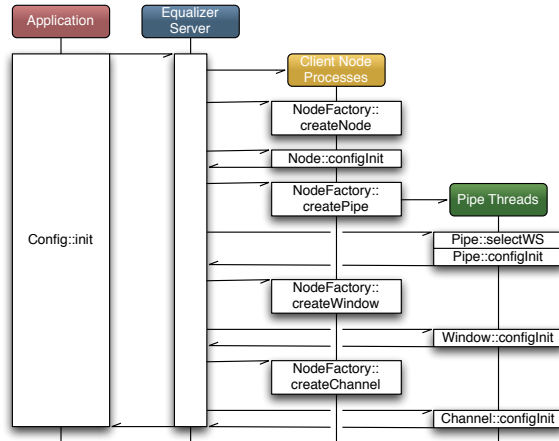 Application
Equalizer
Server
Client Node
Processes
NodeFactory::
createNode
Node::configInit
NodeFactory::
createPipe
Pipe Threads
Config::init
Pipe::selectWS
Pipe::configInit
NodeFactory::
createWindow
Window::configInit
NodeFactory::
createChannel
Channel::configInit